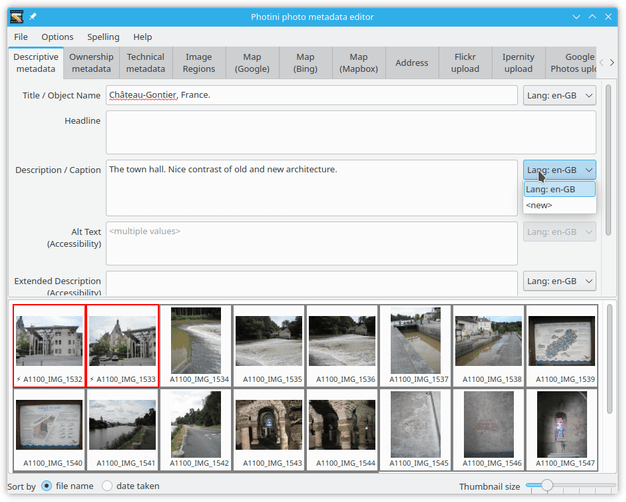 Photini photo metadata editor
File Options Spelling Help
Descriptive metadata
Ownership metadata
Technical metadata
Image Regions
Map (Google)
Map (Bing)
Map (Mapbox)
Address
Flickr upload
Ipernity upload
Google Photos uplo
Title / Object Name
Château-Gontier, France.
Lang: en-GB
Headline
Description / Caption
The town hall. Nice contrast of old and new architecture.
Lang: en-GB
Lang: en-GB
<new>
Alt Text
(Accessibility)
<multiple values>
Lang: en-GB
Extended Description
(Accessibility)
Lang: en-GB
⚡ A1100_IMG_1532
⚡ A1100_IMG_1533
A1100_IMG_1534
A1100_IMG_1535
A1100_IMG_1536
A1100_IMG_1537
A1100_IMG_1538
A1100_IMG_1539
A1100_IMG_1540
A1100_IMG_1541
A1100_IMG_1542
A1100_IMG_1543
A1100_IMG_1544
A1100_IMG_1545
A1100_IMG_1546
A1100_IMG_1547
Sort by file name date taken Thumbnail size